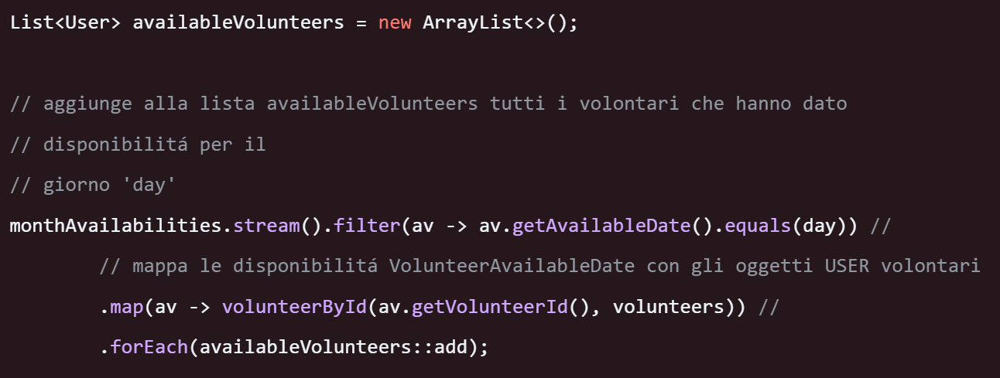 List<User> availableVolunteers = new ArrayList<>();
// aggiunge alla lista availableVolunteers tutti i volontari che hanno dato
// disponibilitá per il
// giorno 'day'
monthAvailabilities.stream().filter(av -> av.getAvailableDate().equals(day)) //
// mappa le disponibilitá VolunteerAvailableDate con gli oggetti USER volontari
.map(av -> volunteerById(av.getVolunteerId(), volunteers)) //
.forEach(availableVolunteers::add);